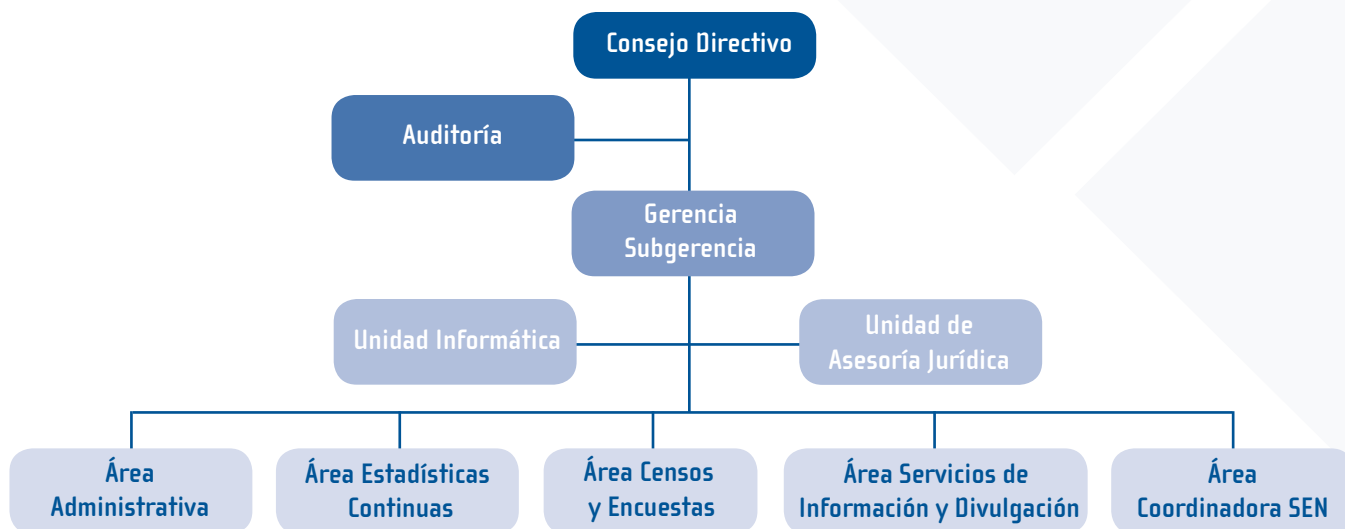 Consejo Directivo
Auditoría
Gerencia
Subgerencia
Unidad Informática
Unidad de
Asesoría Jurídica
Área
Administrativa
Área Estadísticas
Continuas
Área Censos
y Encuestas
Área Servicios de
Información y Divulgación
Área
Coordinadora SEN